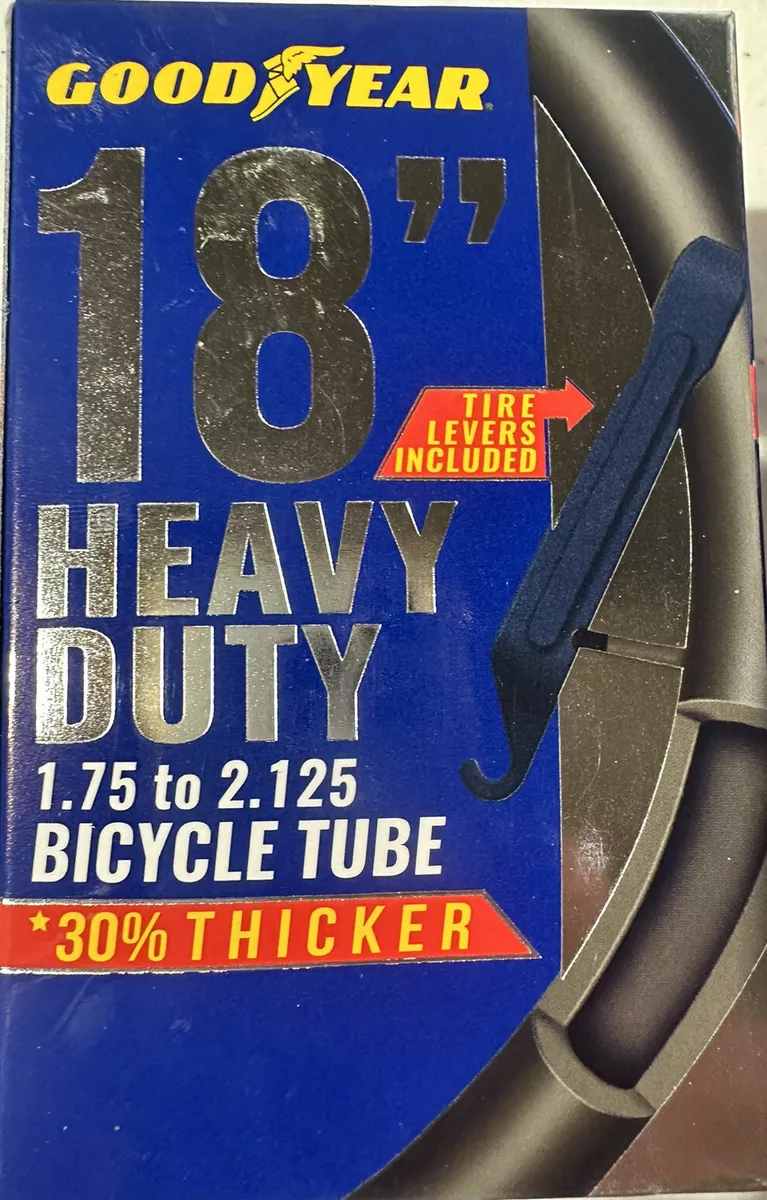 GOODYEAR
18"
TIRE
LEVERS
INCLUDED
HEAVY
DUTY
1.75 to 2.125
BICYCLE TUBE
*30% THICKER